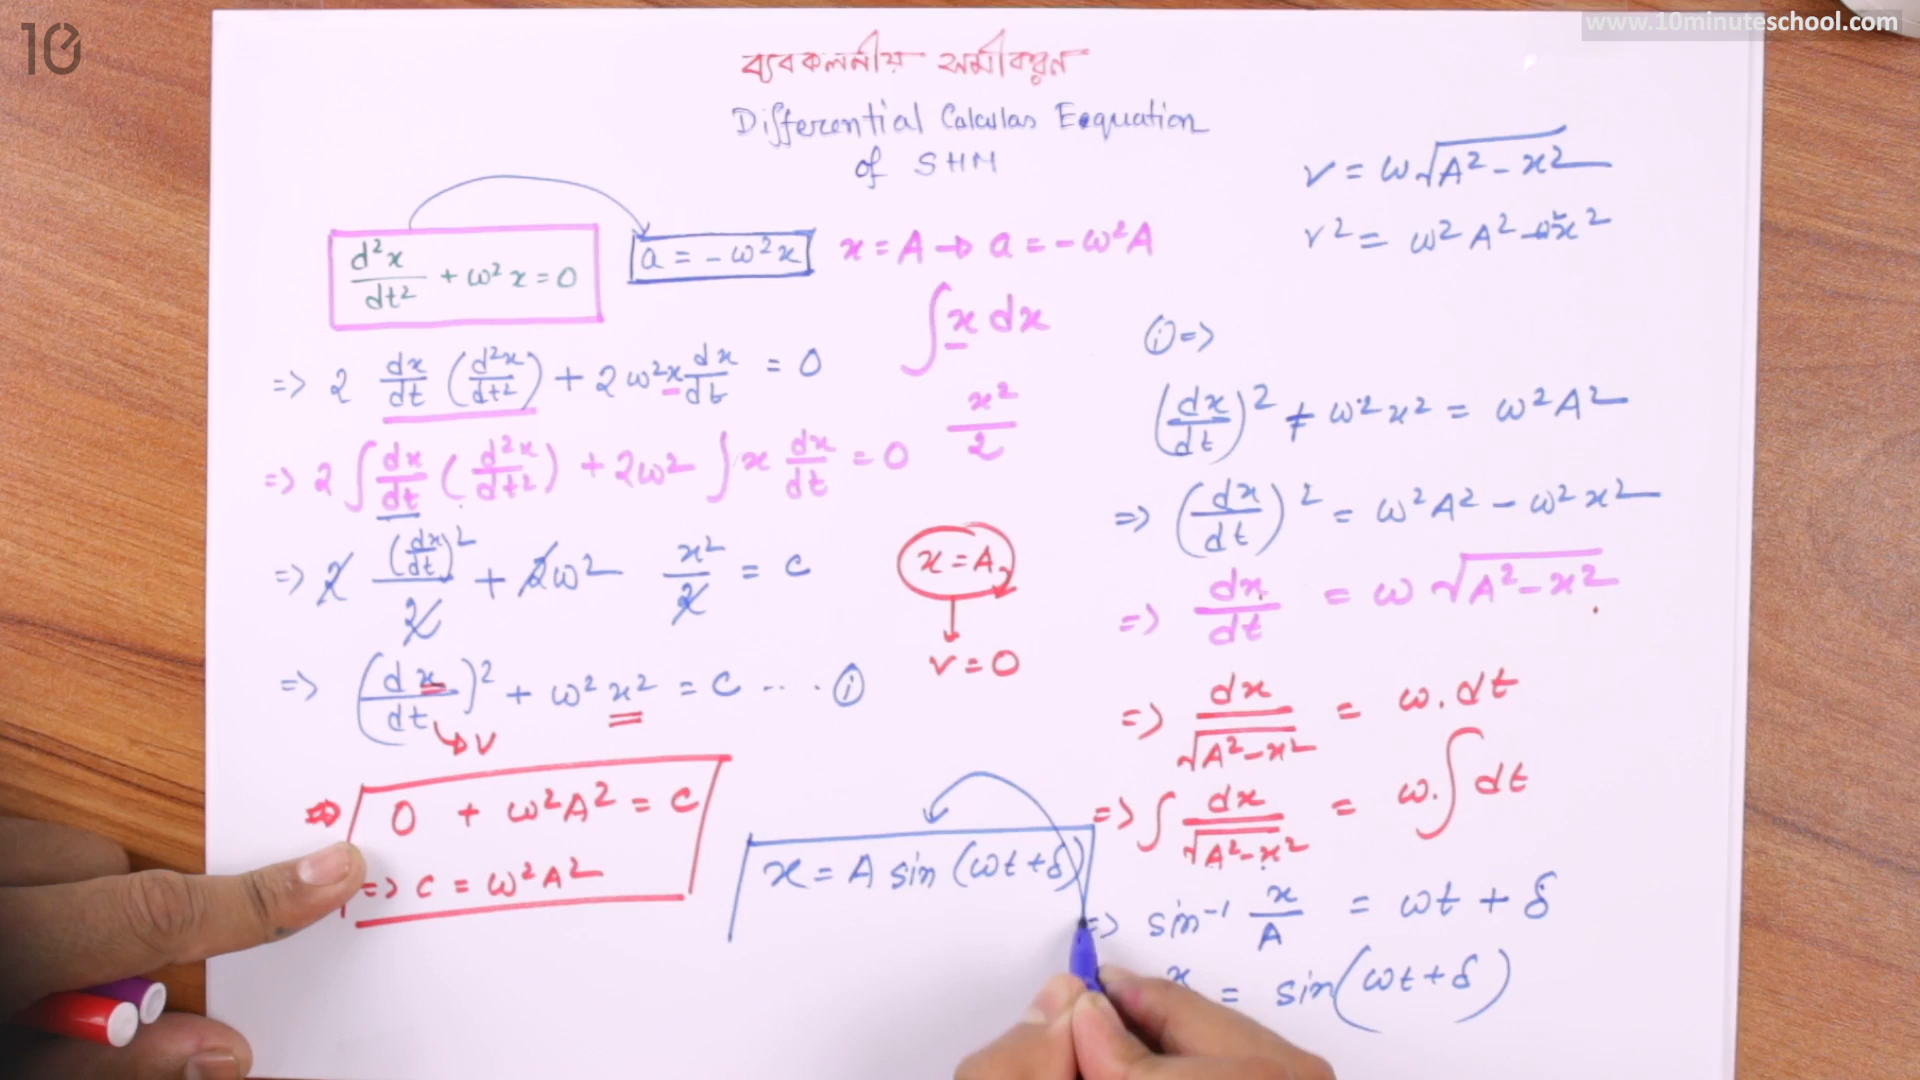 10
www.10minuteschool.com
ব্যবকলনীয় সমীকরণ
Differential Calculas Eequation
of SHM
d²x/dt² + ω²x = 0
a = - ω²x
x = A → a = - ω²A
=> 2 dx/dt (d²x/dt²) + 2ω²x dx/dt = 0
=> 2 ∫ dx/dt (d²x/dt²) + 2ω² ∫ x dx/dt = 0
=> 2 (dx/dt)²/2 + 2ω² x²/2 = c
=> (dx/dt)² + ω²x² = c ... (i)
→ v
=> 0 + ω²A² = c
=> c = ω²A²
∫ x dx
x²/2
x = A
v = 0
x = A sin (ωt + δ)
v = ω√(A² - x²)
v² = ω²A² - ω²x²
(i) =>
(dx/dt)² + ω²x² = ω²A²
=> (dx/dt)² = ω²A² - ω²x²
=> dx/dt = ω √(A² - x²)
=> dx/√(A² - x²) = ω. dt
=> ∫ dx/√(A² - x²) = ω. ∫ dt
=> sin⁻¹ x/A = ωt + δ
x = sin (ωt + δ)